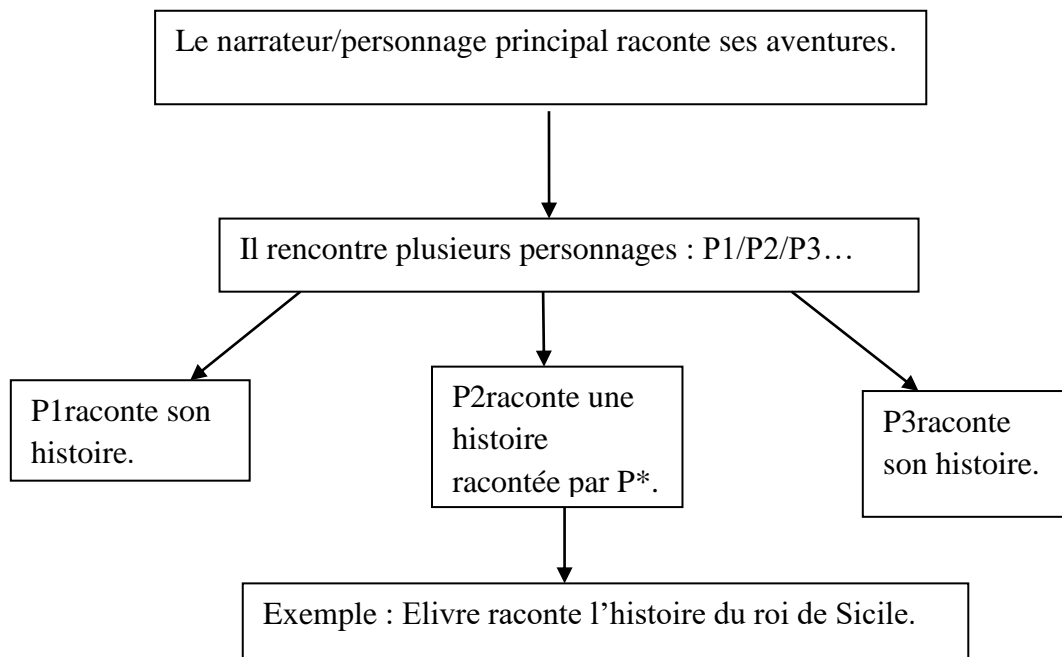 Le narrateur/personnage principal raconte ses aventures.
Il rencontre plusieurs personnages : P1/P2/P3…
P1raconte son
histoire.
P2raconte une
histoire
racontée par P*.
P3raconte
son histoire.
Exemple : Elivre raconte l’histoire du roi de Sicile.